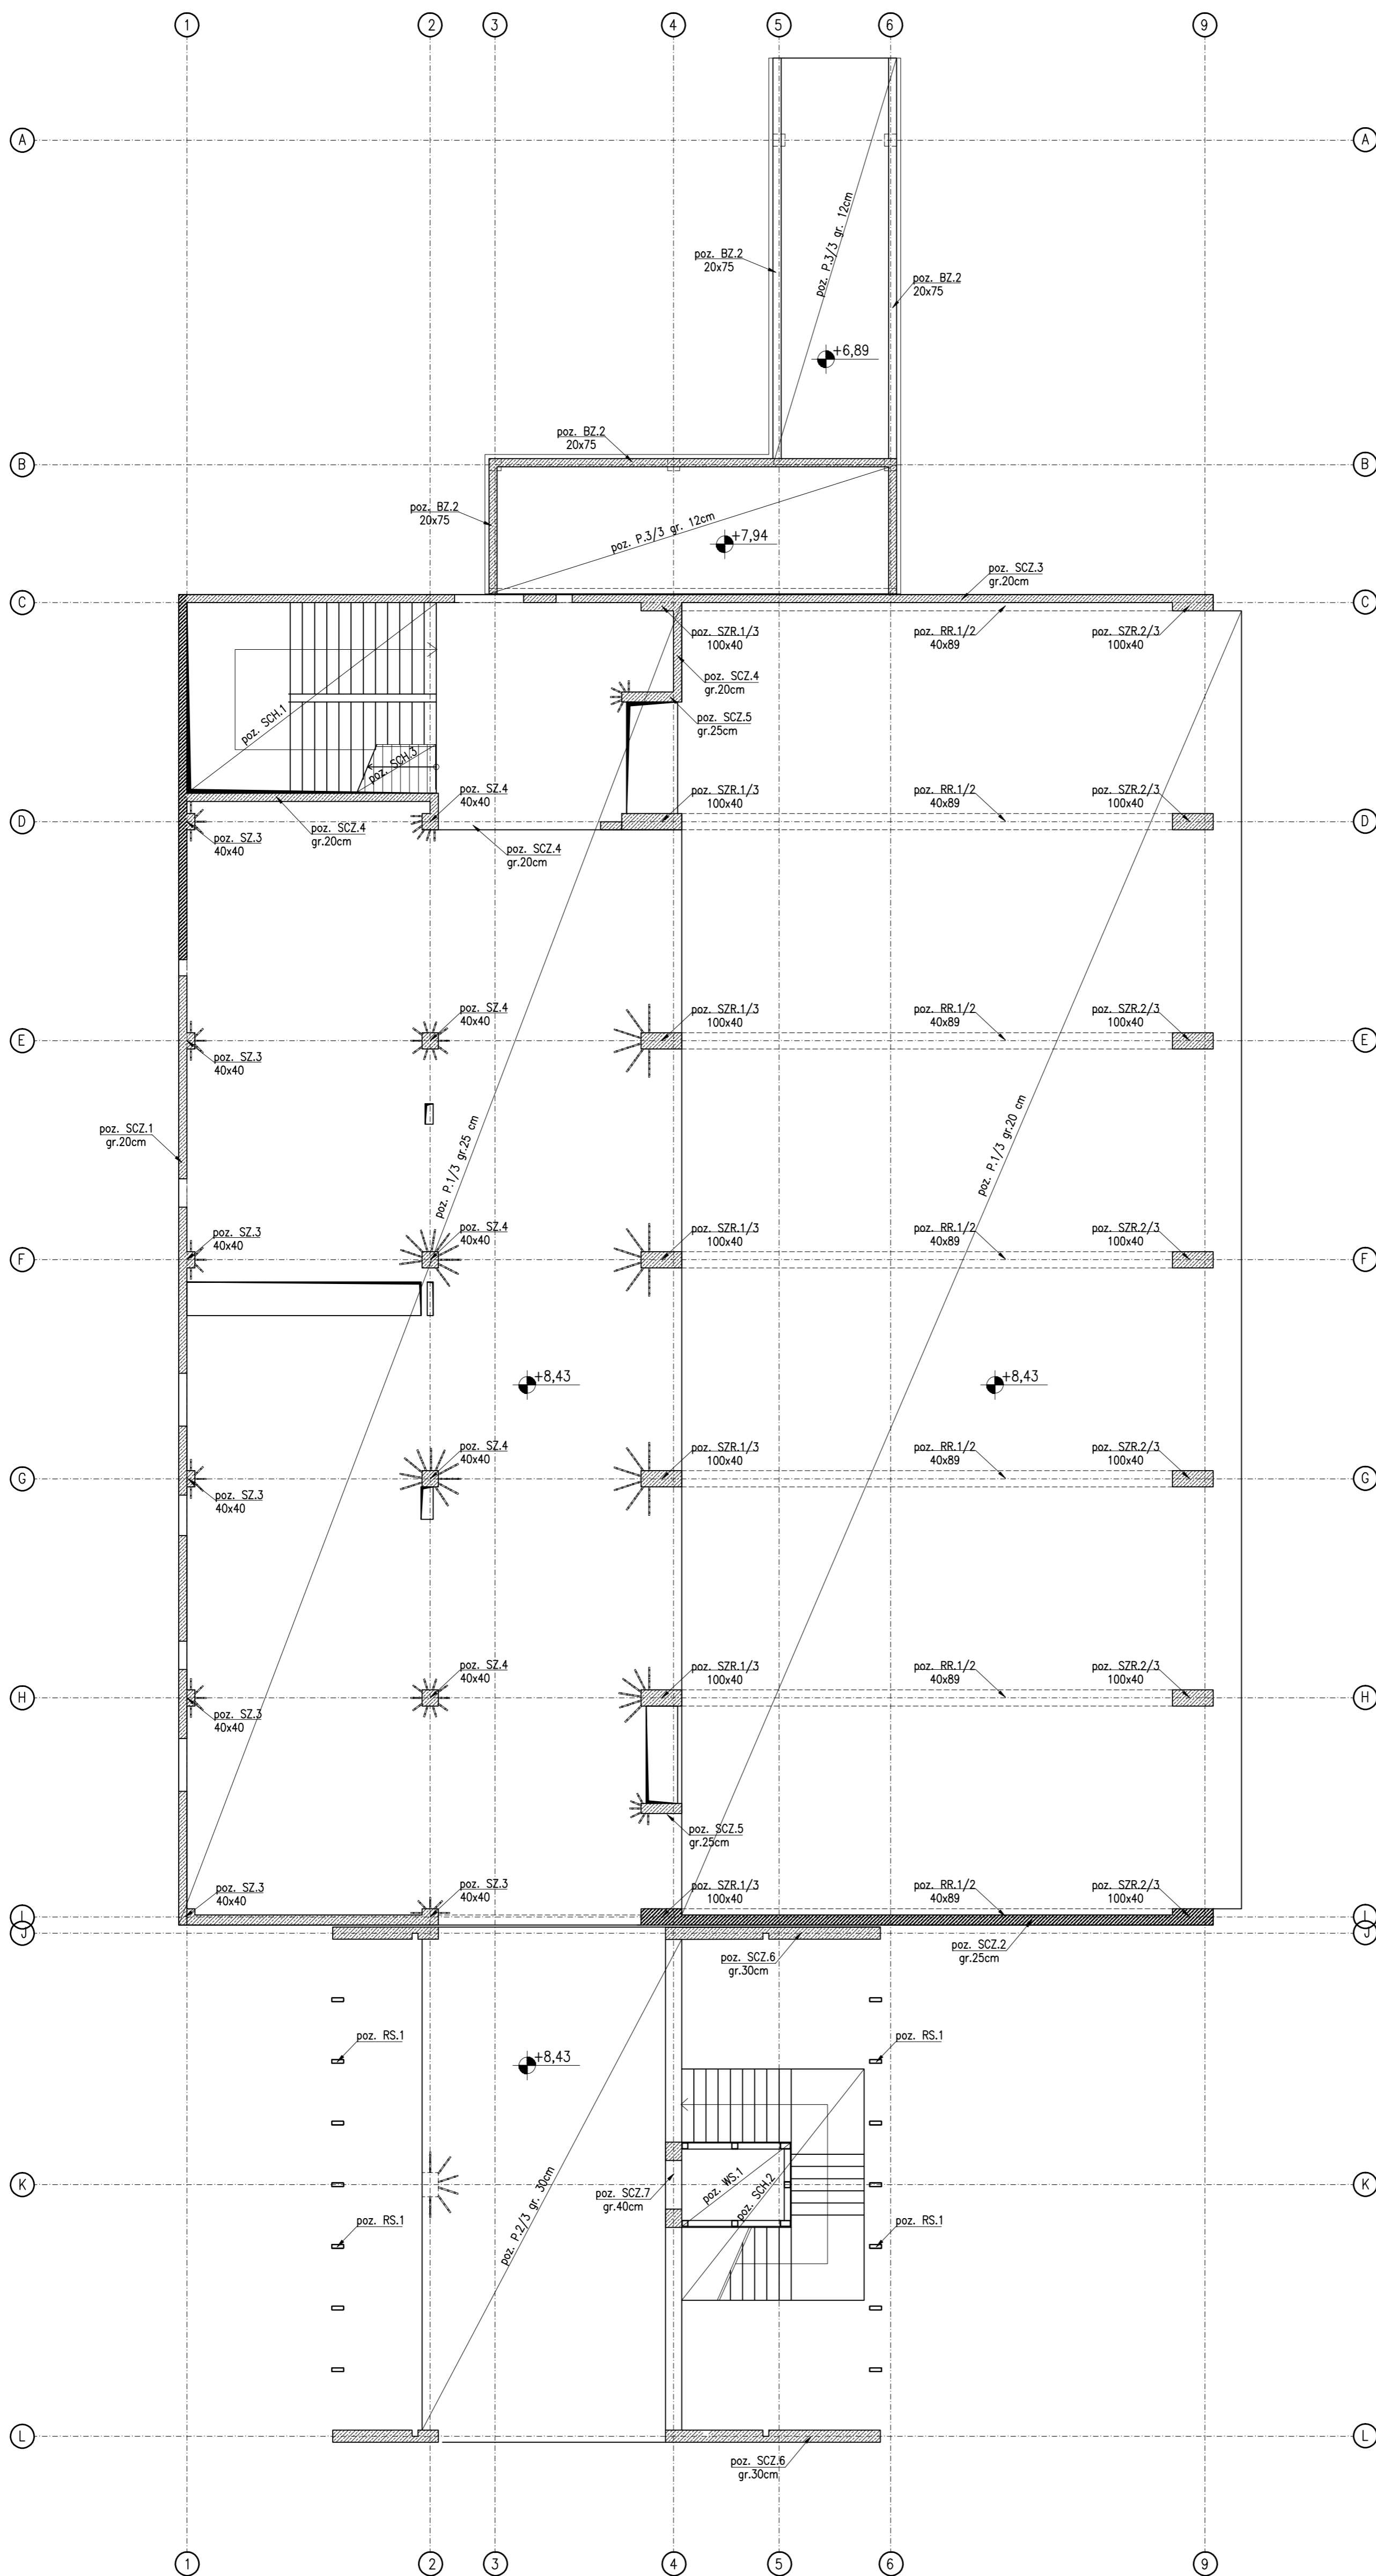 1 2 3 4 5 6 9
A A
poz. P.3/3 gr. 12cm
poz. BZ.2
20x75
poz. BZ.2
20x75
+6,89
poz. BZ.2
20x75
B B
poz. BZ.2
20x75
poz. P.3/3 gr. 12cm
+7,94
poz. SCZ.3
gr.20cm
C C
poz. SZR.1/3
100x40
poz. RR.1/2
40x89
poz. SZR.2/3
100x40
poz. SCZ.4
gr.20cm
poz. SCH.1
poz. SCZ.5
gr.25cm
poz. SCH.3
poz. SZ.4
40x40
poz. SZR.1/3
100x40
poz. RR.1/2
40x89
poz. SZR.2/3
100x40
D D
poz. SZ.3
40x40
poz. SCZ.4
gr.20cm
poz. SCZ.4
gr.20cm
poz. SZ.4
40x40
poz. SZR.1/3
100x40
poz. RR.1/2
40x89
poz. SZR.2/3
100x40
E E
poz. SZ.3
40x40
poz. SCZ.1
gr.20cm
poz. P.1/3 gr.25 cm
poz. P.1/3 gr.20 cm
poz. SZ.3
40x40
poz. SZ.4
40x40
poz. SZR.1/3
100x40
poz. RR.1/2
40x89
poz. SZR.2/3
100x40
F F
+8,43
+8,43
poz. SZ.4
40x40
poz. SZR.1/3
100x40
poz. RR.1/2
40x89
poz. SZR.2/3
100x40
G G
poz. SZ.3
40x40
poz. SZ.4
40x40
poz. SZR.1/3
100x40
poz. RR.1/2
40x89
poz. SZR.2/3
100x40
H H
poz. SZ.3
40x40
poz. SCZ.5
gr.25cm
poz. SZ.3
40x40
poz. SZ.3
40x40
poz. SZR.1/3
100x40
poz. RR.1/2
40x89
poz. SZR.2/3
100x40
I I
J J
poz. SCZ.6
gr.30cm
poz. SCZ.2
gr.25cm
poz. RS.1
poz. RS.1
+8,43
K K
poz. SCZ.7
gr.40cm
poz. WS.1
poz. SCH.2
poz. P.2/3 gr. 30cm
poz. RS.1
poz. RS.1
L L
poz. SCZ.6
gr.30cm
1 2 3 4 5 6 9